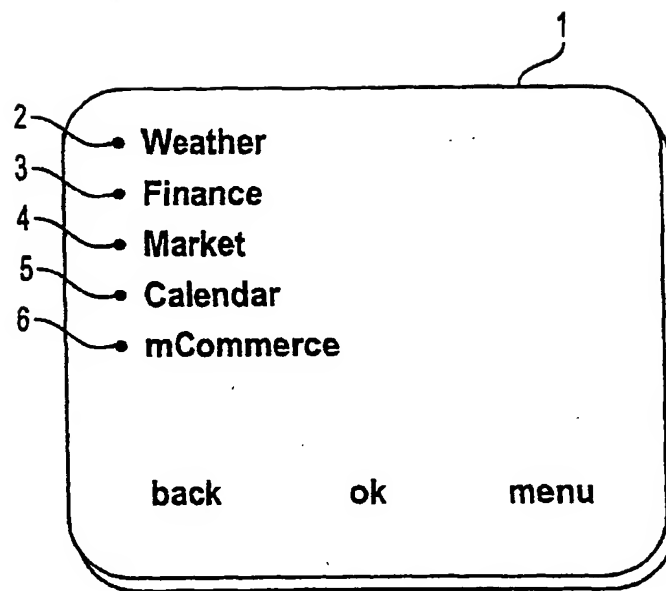 1
2 • Weather
3 • Finance
4 • Market
5 • Calendar
6 • mCommerce
back ok menu